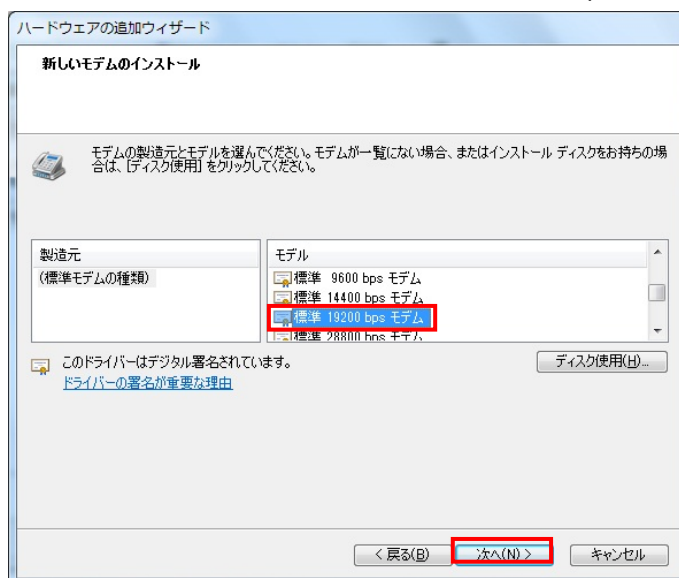 ハードウェアの追加ウィザード
新しいモデムのインストール
モデムの製造元とモデルを選んでください。モデムが一覧にない場合、またはインストール ディスクをお持ちの場
合は、[ディスク使用] をクリックしてください。
製造元
(標準モデムの種類)
モデル
標準 9600 bps モデム
標準 14400 bps モデム
標準 19200 bps モデム
標準 28800 bps モデム
このドライバーはデジタル署名されています。
ドライバーの署名が重要な理由
ディスク使用(H)...
< 戻る(B)
次へ(N) >
キャンセル